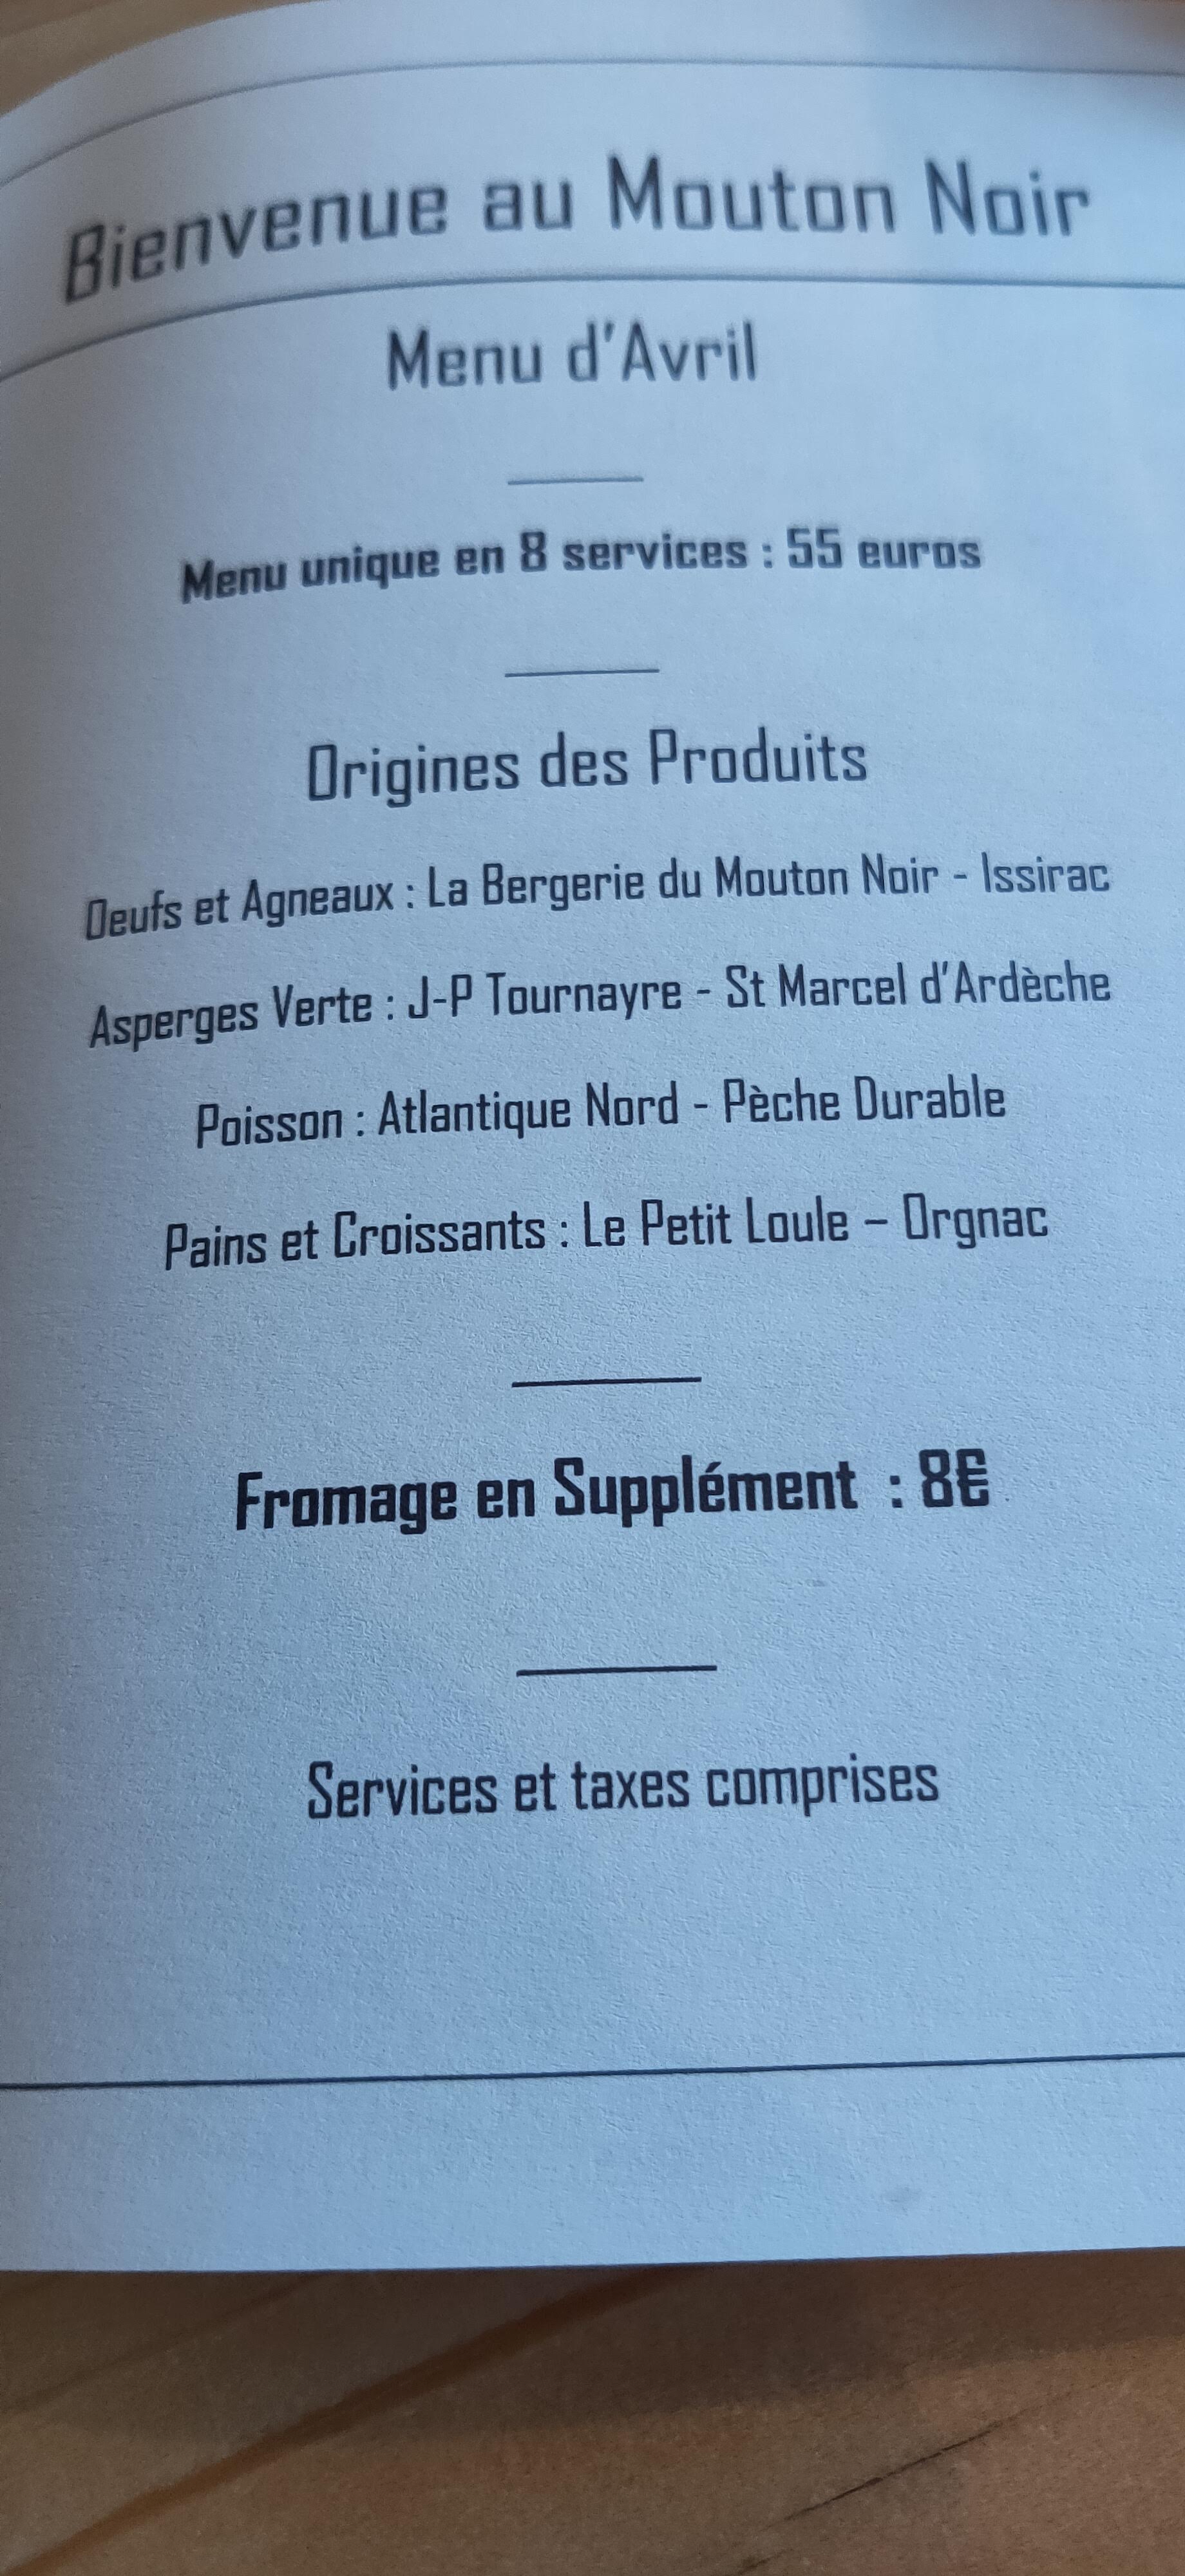 Bienvenue au Mouton Noir
Menu d'Avril
Menu unique en 8 services : 55 euros
Origines des Produits
Oeufs et Agneaux : La Bergerie du Mouton Noir - Issirac
Asperges Verte : J-P Tournayre - St Marcel d'Ardèche
Poisson : Atlantique Nord - Pèche Durable
Pains et Croissants : Le Petit Loule – Orgnac
Fromage en Supplément : 8€
Services et taxes comprises